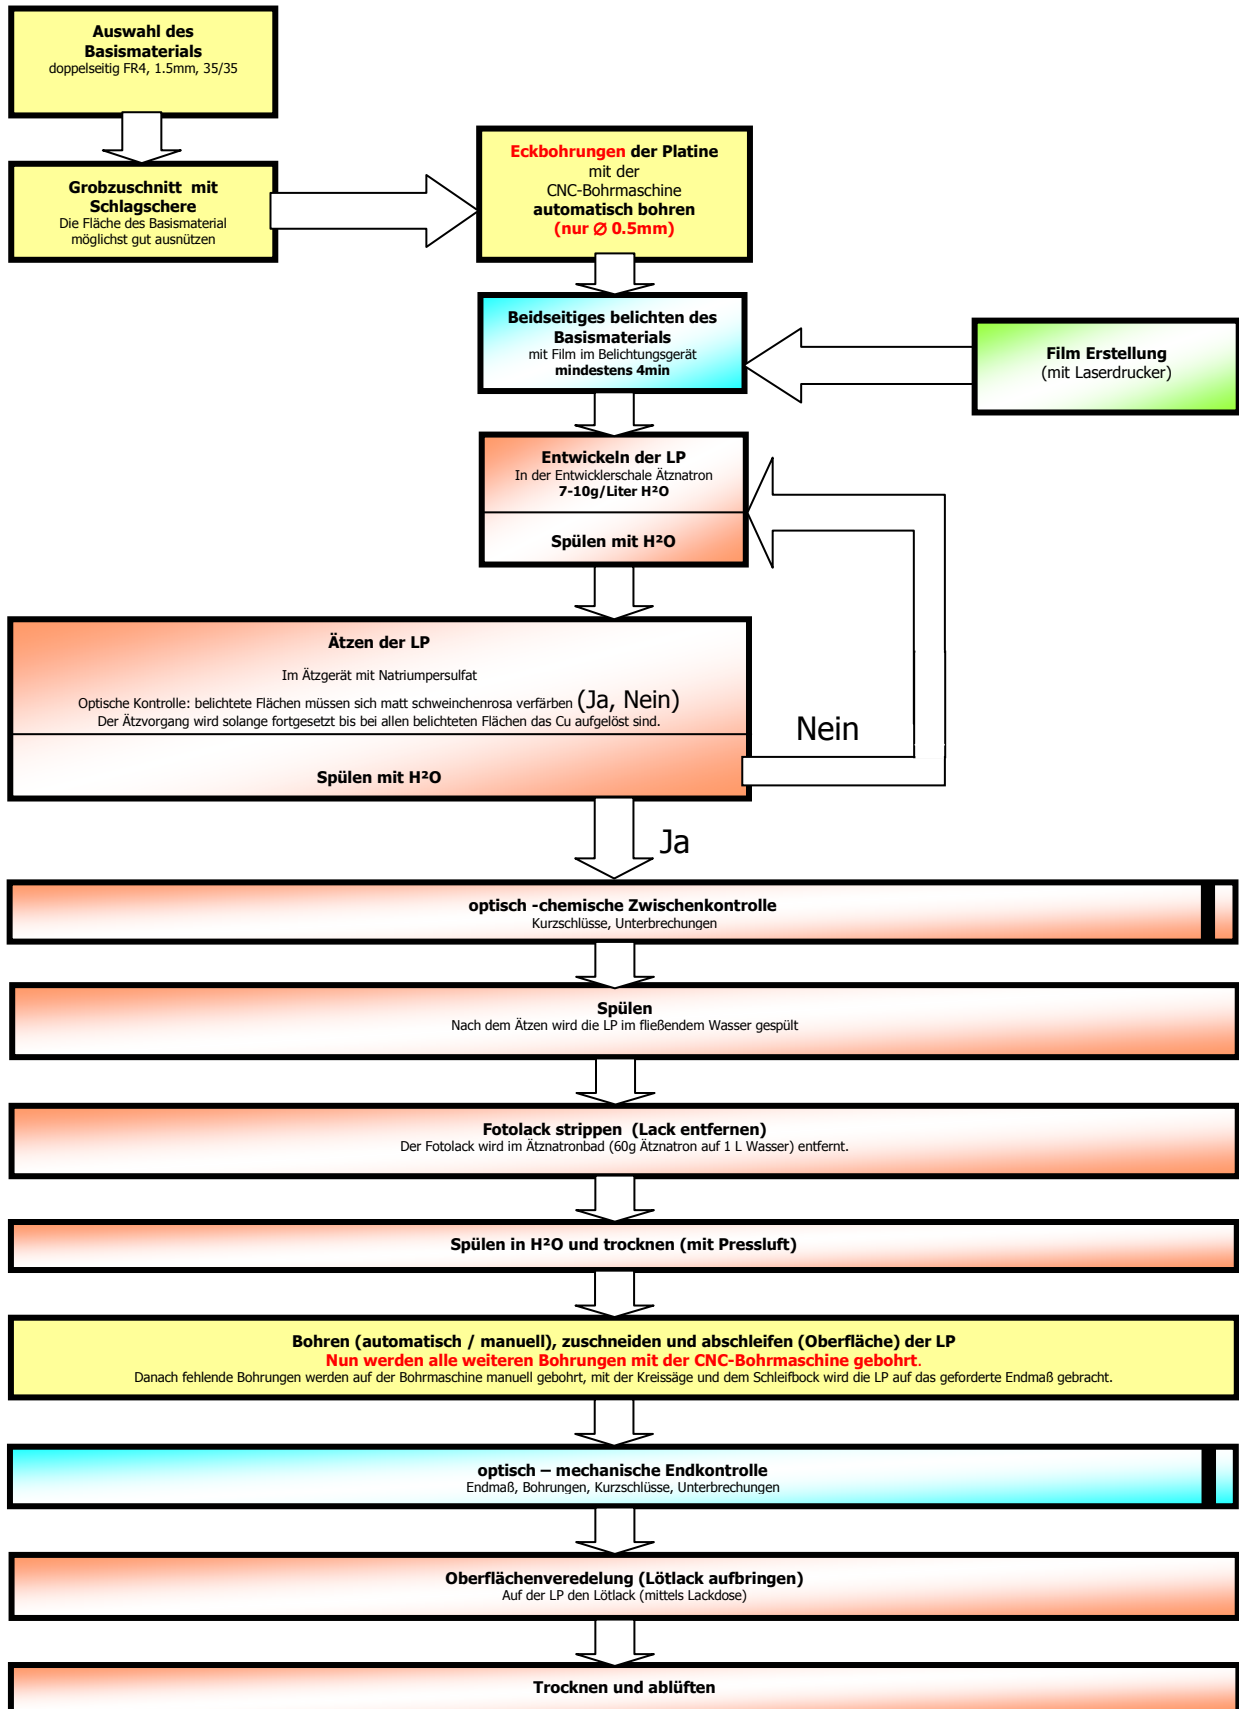 Auswahl des
Basismaterials
doppelseitig FR4, 1.5mm, 35/35
Grobzuschnitt mit
Schlagschere
Die Fläche des Basismaterial
möglichst gut ausnützen
Eckbohrungen der Platine
mit der
CNC-Bohrmaschine
automatisch bohren
(nur Ø 0.5mm)
Beidseitiges belichten des
Basismaterials
mit Film im Belichtungsgerät
mindestens 4min
Film Erstellung
(mit Laserdrucker)
Entwickeln der LP
In der Entwicklerschale Ätznatron
7-10g/Liter H²O
Spülen mit H²O
Ätzen der LP
Im Ätzgerät mit Natriumpersulfat
Optische Kontrolle: belichtete Flächen müssen sich matt schweinchenrosa verfärben (Ja, Nein)
Der Ätzvorgang wird solange fortgesetzt bis bei allen belichteten Flächen das Cu aufgelöst sind.
Spülen mit H²O
Nein
Ja
optisch -chemische Zwischenkontrolle
Kurzschlüsse, Unterbrechungen
Spülen
Nach dem Ätzen wird die LP im fließendem Wasser gespült
Fotolack strippen (Lack entfernen)
Der Fotolack wird im Ätznatronbad (60g Ätznatron auf 1 L Wasser) entfernt.
Spülen in H²O und trocknen (mit Pressluft)
Bohren (automatisch / manuell), zuschneiden und abschleifen (Oberfläche) der LP
Nun werden alle weiteren Bohrungen mit der CNC-Bohrmaschine gebohrt.
Danach fehlende Bohrungen werden auf der Bohrmaschine manuell gebohrt, mit der Kreissäge und dem Schleifbock wird die LP auf das geforderte Endmaß gebracht.
optisch – mechanische Endkontrolle
Endmaß, Bohrungen, Kurzschlüsse, Unterbrechungen
Oberflächenveredelung (Lötlack aufbringen)
Auf der LP den Lötlack (mittels Lackdose)
Trocknen und ablüften